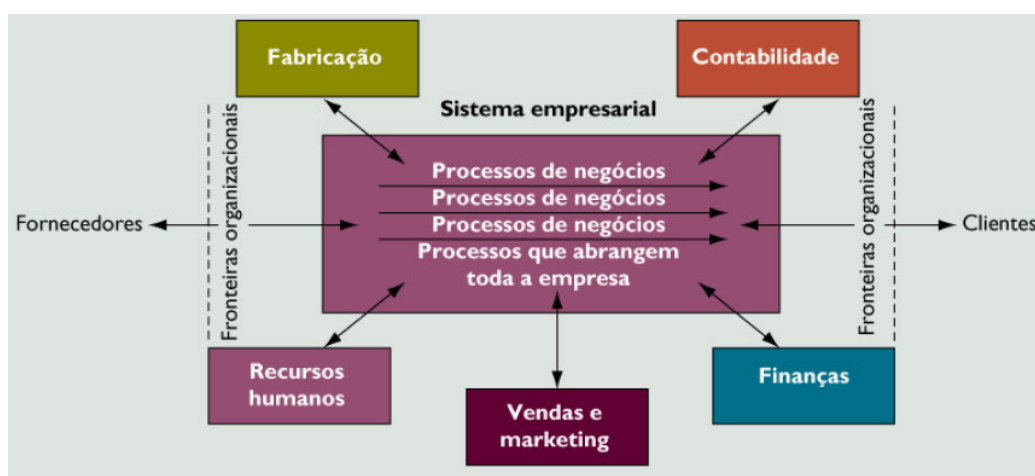 Fabricação
Contabilidade
Sistema empresarial
Fronteiras organizacionais
Processos de negócios
Processos de negócios
Processos de negócios
Processos que abrangem
toda a empresa
Fornecedores
Clientes
Fronteiras organizacionais
Recursos
humanos
Vendas e
marketing
Finanças